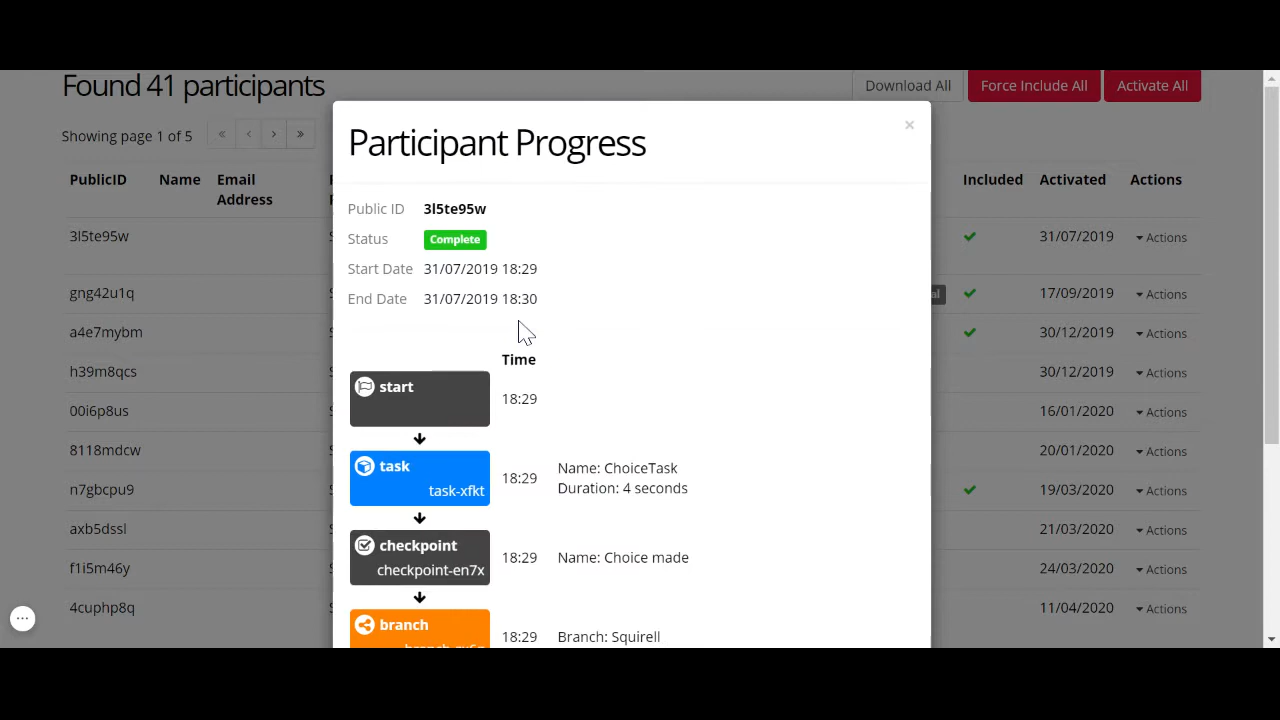 Found 41 participants
Download All
Force Include All
Activate All
Showing page 1 of 5
« ‹ › »
PublicID Name Email Address Included Activated Actions
3l5te95w 31/07/2019 Actions
gng42u1q al 17/09/2019 Actions
a4e7mybm 30/12/2019 Actions
h39m8qcs 30/12/2019 Actions
00i6p8us 16/01/2020 Actions
8118mdcw 20/01/2020 Actions
n7gbcpu9 19/03/2020 Actions
axb5dssl 21/03/2020 Actions
f1i5m46y 24/03/2020 Actions
4cuphp8q 11/04/2020 Actions
Participant Progress
×
Public ID 3l5te95w
Status Complete
Start Date 31/07/2019 18:29
End Date 31/07/2019 18:30
Time
start
18:29
task
task-xfkt
18:29
Name: ChoiceTask
Duration: 4 seconds
checkpoint
checkpoint-en7x
18:29
Name: Choice made
branch
18:29
Branch: Squirell